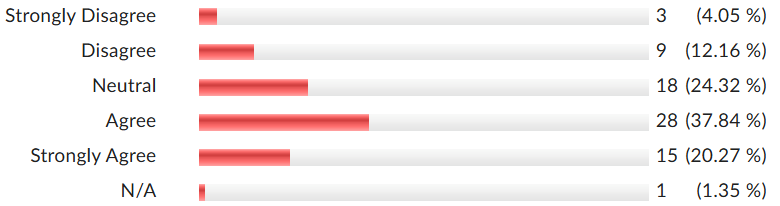 Strongly Disagree 3 (4.05 %)
Disagree 9 (12.16 %)
Neutral 18 (24.32 %)
Agree 28 (37.84 %)
Strongly Agree 15 (20.27 %)
N/A 1 (1.35 %)